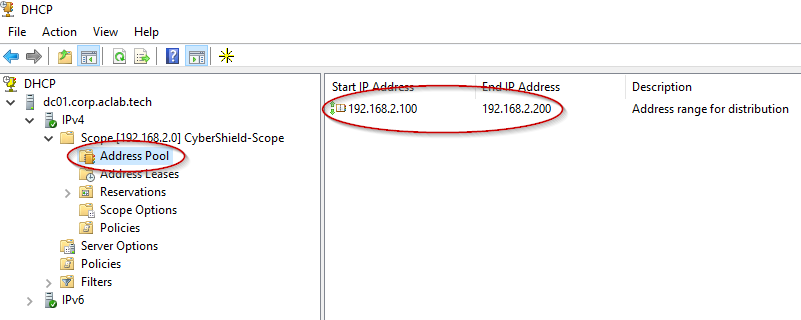 DHCP
File Action View Help
DHCP
dc01.corp.aclab.tech
IPv4
Scope [192.168.2.0] CyberShield-Scope
Address Pool
Address Leases
Reservations
Scope Options
Policies
Server Options
Policies
Filters
IPv6
Start IP Address End IP Address Description
192.168.2.100 192.168.2.200 Address range for distribution